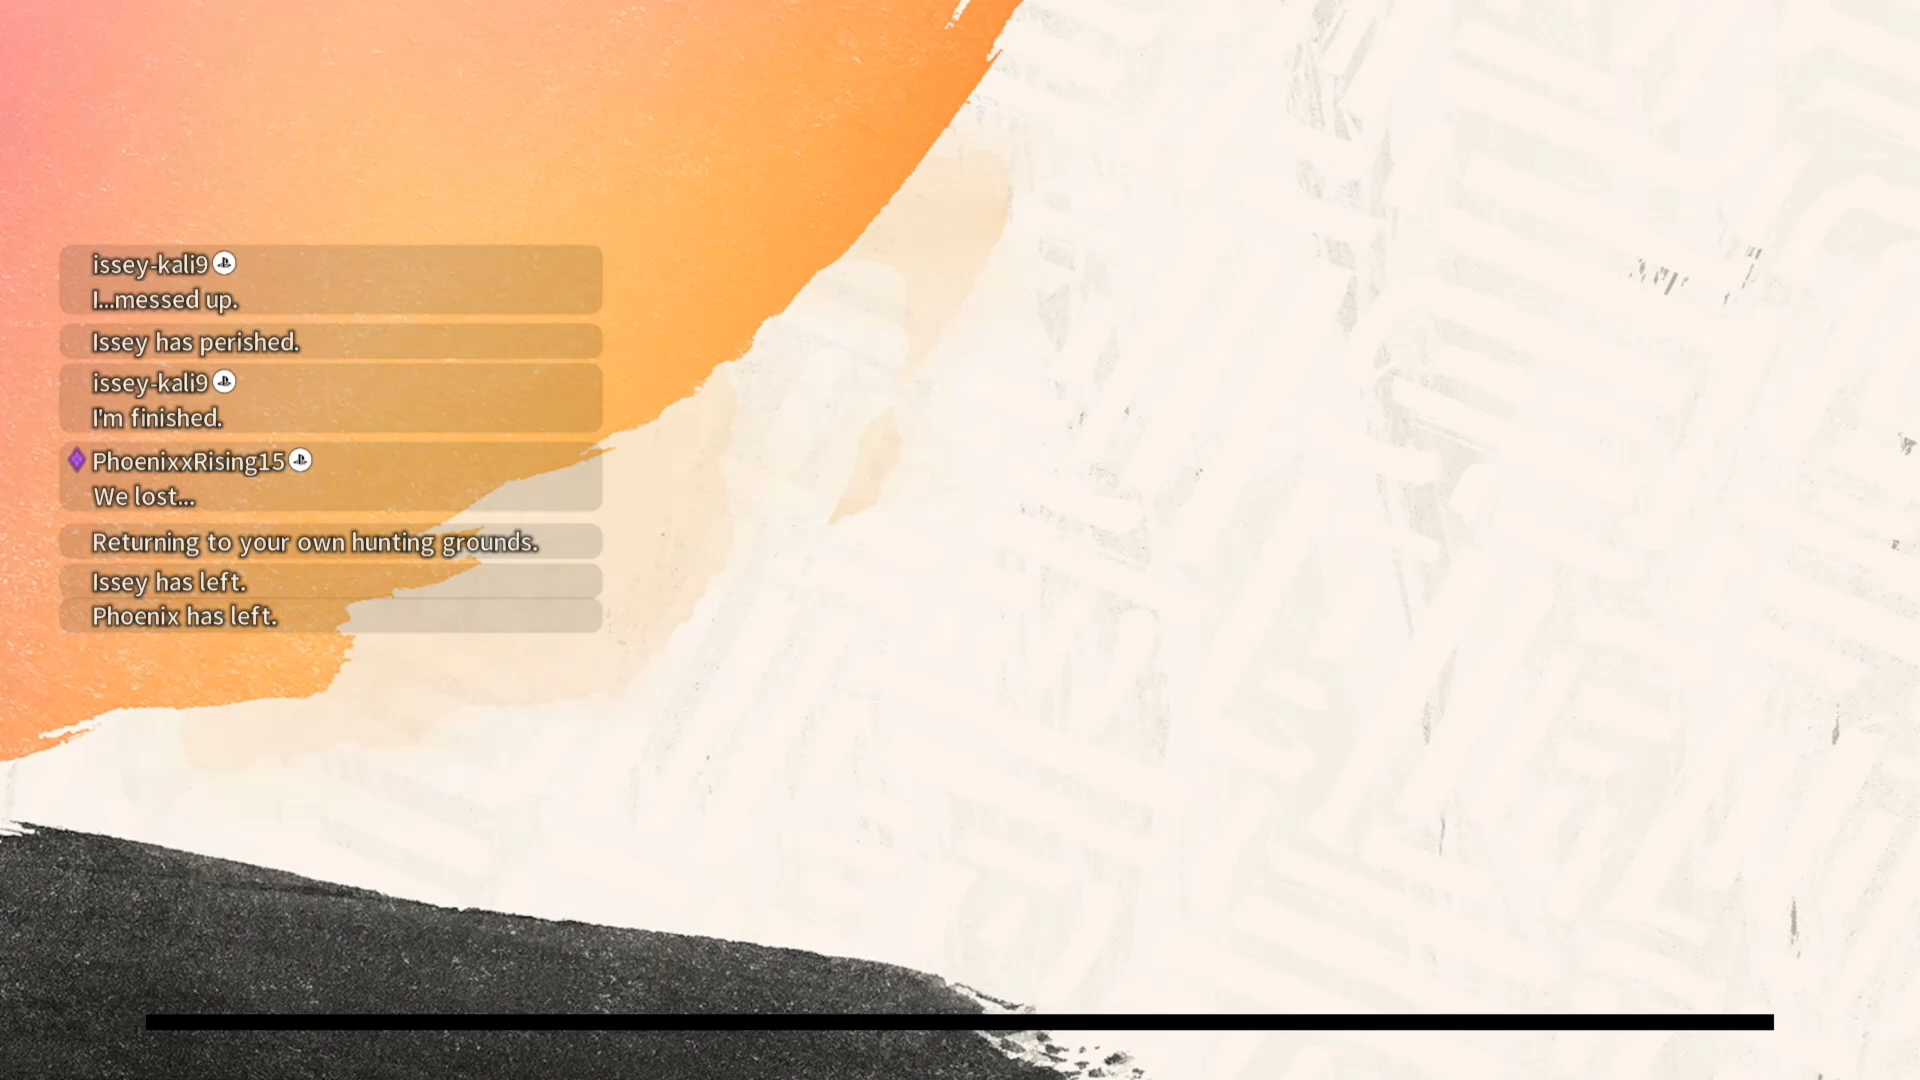 issey-kali9
I...messed up.
Issey has perished.
issey-kali9
I'm finished.
PhoenixxRising15
We lost...
Returning to your own hunting grounds.
Issey has left.
Phoenix has left.